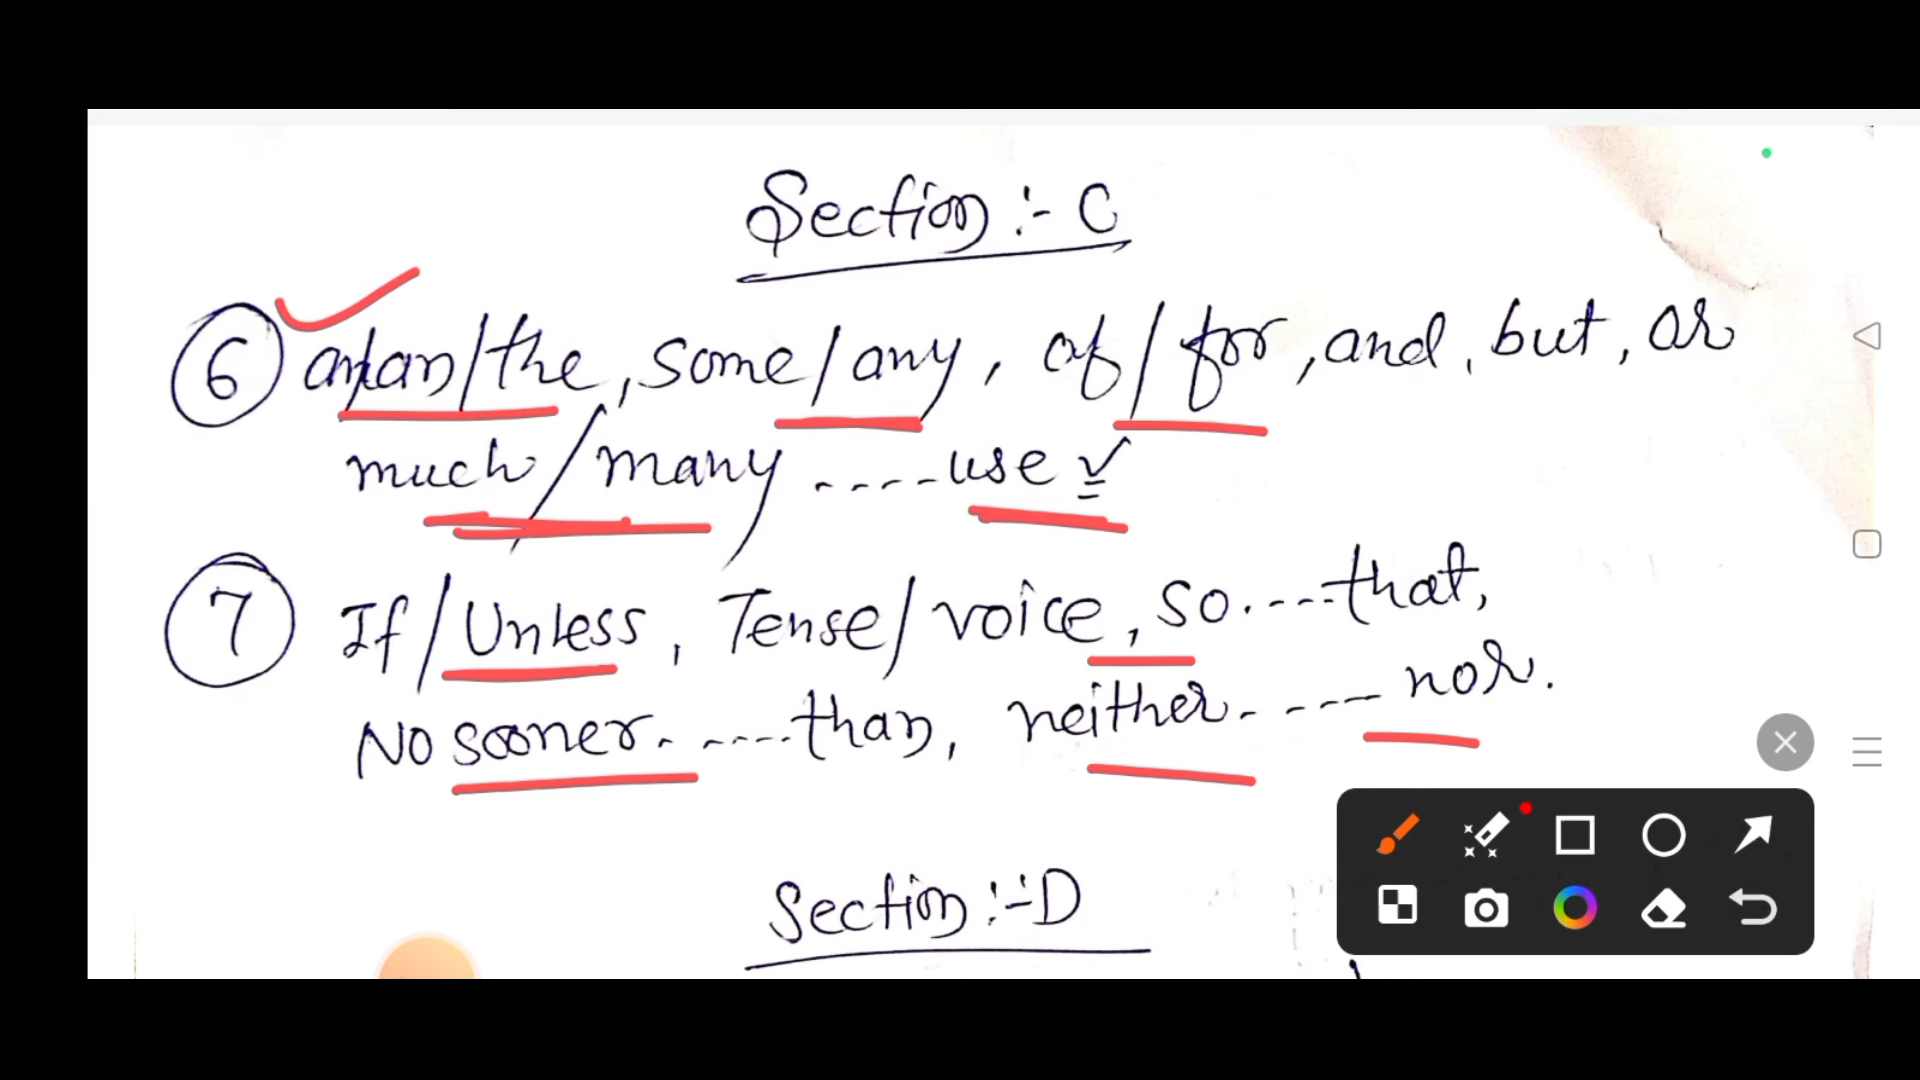 Section :- C
6 a/an/the, some/any, of/for, and, but, or
much/many ....use ✓
7 If/Unless, Tense/voice, so....that,
No sooner.....than, neither.....nor.
Section :- D